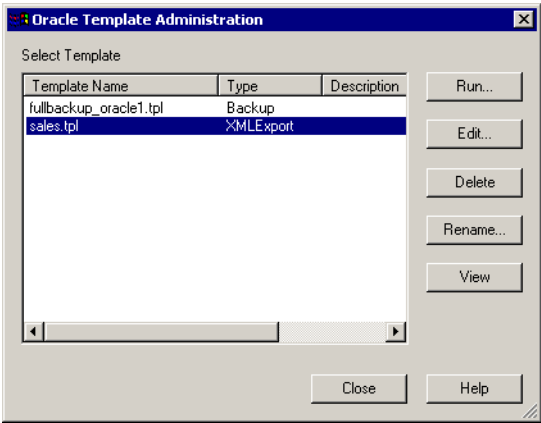 Oracle Template Administration
Select Template
Template Name Type Description
fullbackup_oracle1.tpl Backup
sales.tpl XMLExport
Run...
Edit...
Delete
Rename...
View
Close Help